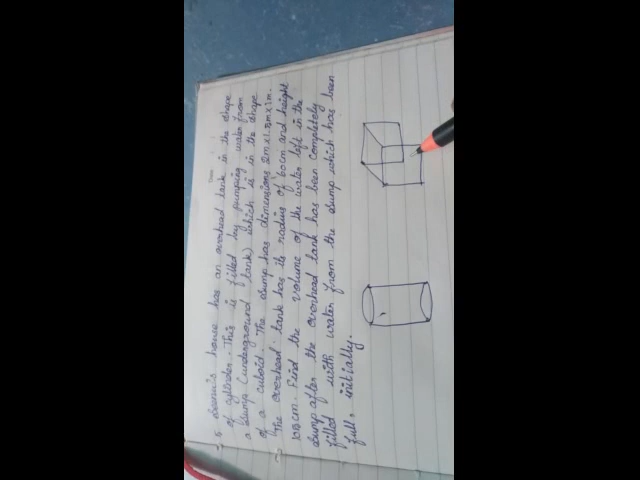 5 house has an overhead tank in the shape
of cylinder. This is filled by pumping water from
a sump (underground tank) which is in the shape
of a cuboid. The sump has dimensions 2m x 1.5m x 1m.
The overhead tank has its radius of 60cm and height
105cm. Find the volume of the water left in the
sump after the overhead tank has been completely
filled with water from the sump which has been
full initially.